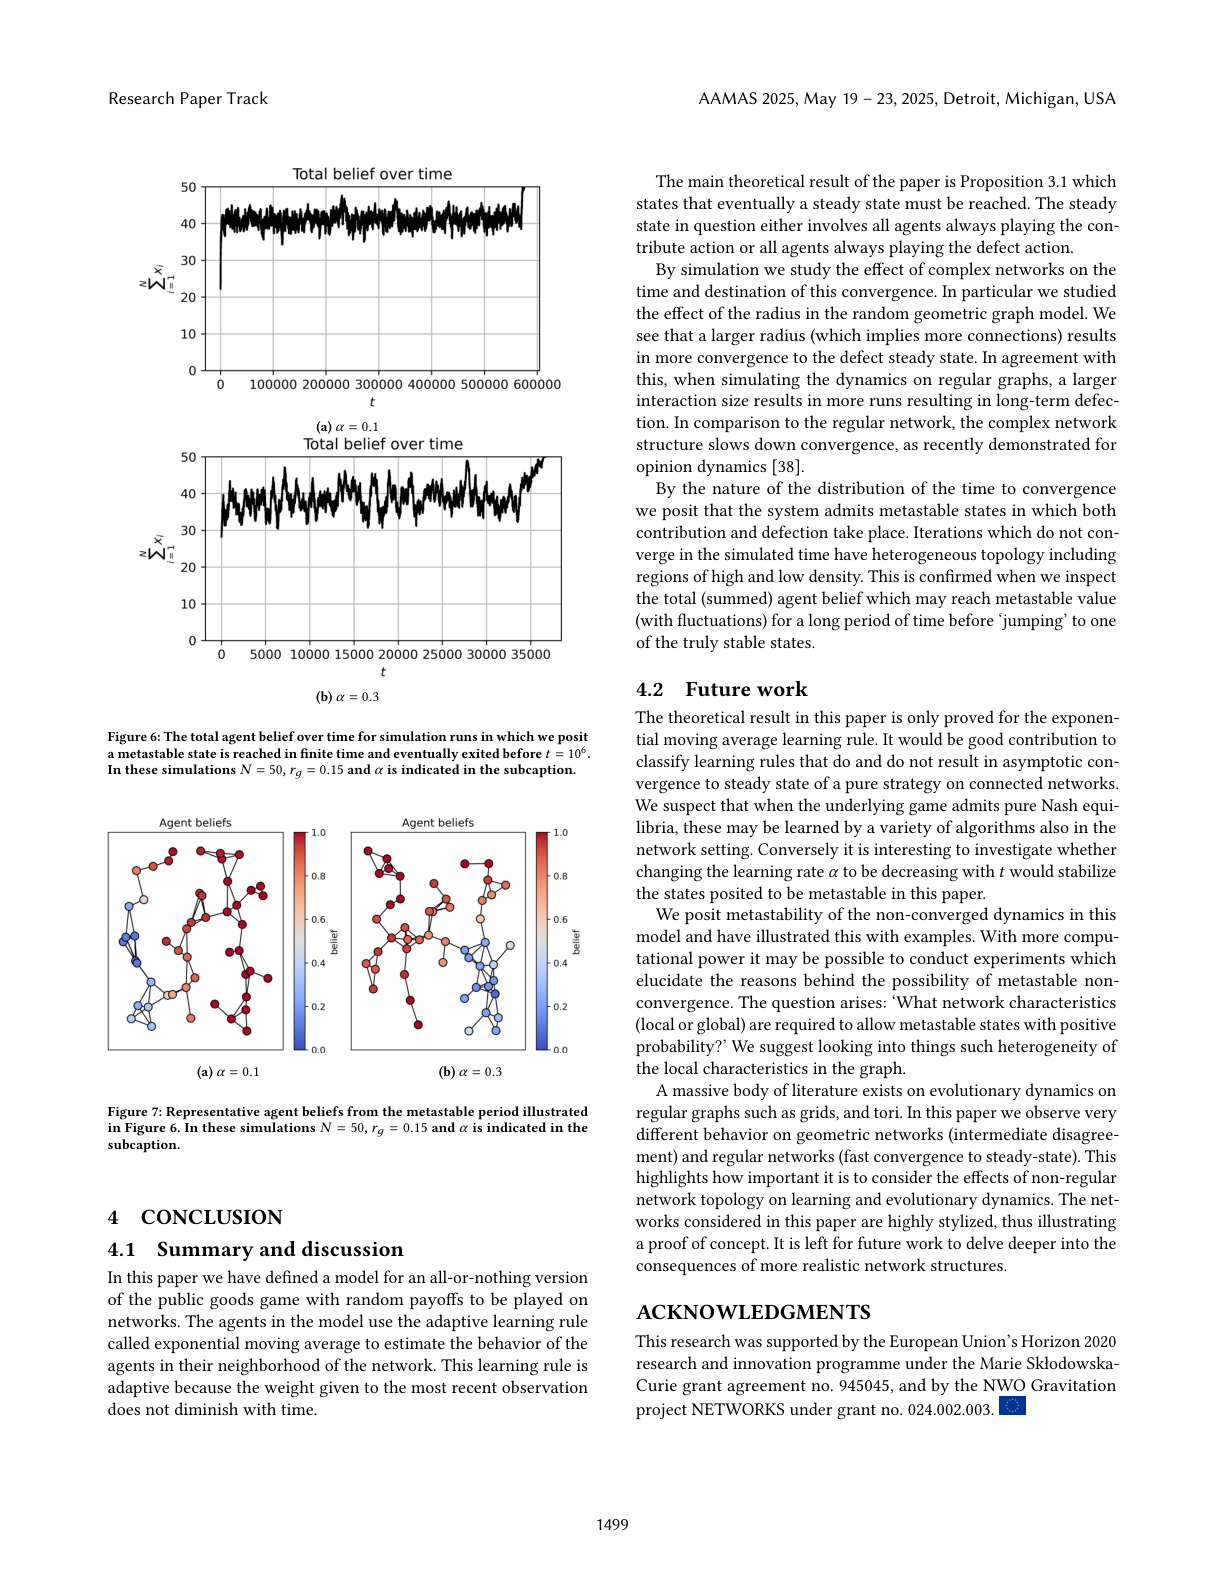 Research Paper Track
AAMAS 2025, May 19 – 23, 2025, Detroit, Michigan, USA
Total belief over time
50
40
30
20
10
0
N
∑ xi
i=1
0 100000 200000 300000 400000 500000 600000
t
(a) α = 0.1
Total belief over time
50
40
30
20
10
0
N
∑ xi
i=1
0 5000 10000 15000 20000 25000 30000 35000
t
(b) α = 0.3
Figure 6: The total agent belief over time for simulation runs in which we posit
a metastable state is reached in finite time and eventually exited before t = 10⁶.
In these simulations N = 50, r_g = 0.15 and α is indicated in the subcaption.
Agent beliefs
1.0
0.8
0.6
0.4
0.2
0.0
belief
(a) α = 0.1
Agent beliefs
1.0
0.8
0.6
0.4
0.2
0.0
belief
(b) α = 0.3
Figure 7: Representative agent beliefs from the metastable period illustrated
in Figure 6. In these simulations N = 50, r_g = 0.15 and α is indicated in the
subcaption.
4 CONCLUSION
4.1 Summary and discussion
In this paper we have defined a model for an all-or-nothing version
of the public goods game with random payoffs to be played on
networks. The agents in the model use the adaptive learning rule
called exponential moving average to estimate the behavior of the
agents in their neighborhood of the network. This learning rule is
adaptive because the weight given to the most recent observation
does not diminish with time.
The main theoretical result of the paper is Proposition 3.1 which
states that eventually a steady state must be reached. The steady
state in question either involves all agents always playing the con-
tribute action or all agents always playing the defect action.
By simulation we study the effect of complex networks on the
time and destination of this convergence. In particular we studied
the effect of the radius in the random geometric graph model. We
see that a larger radius (which implies more connections) results
in more convergence to the defect steady state. In agreement with
this, when simulating the dynamics on regular graphs, a larger
interaction size results in more runs resulting in long-term defec-
tion. In comparison to the regular network, the complex network
structure slows down convergence, as recently demonstrated for
opinion dynamics [38].
By the nature of the distribution of the time to convergence
we posit that the system admits metastable states in which both
contribution and defection take place. Iterations which do not con-
verge in the simulated time have heterogeneous topology including
regions of high and low density. This is confirmed when we inspect
the total (summed) agent belief which may reach metastable value
(with fluctuations) for a long period of time before ‘jumping’ to one
of the truly stable states.
4.2 Future work
The theoretical result in this paper is only proved for the exponen-
tial moving average learning rule. It would be good contribution to
classify learning rules that do and do not result in asymptotic con-
vergence to steady state of a pure strategy on connected networks.
We suspect that when the underlying game admits pure Nash equi-
libria, these may be learned by a variety of algorithms also in the
network setting. Conversely it is interesting to investigate whether
changing the learning rate α to be decreasing with t would stabilize
the states posited to be metastable in this paper.
We posit metastability of the non-converged dynamics in this
model and have illustrated this with examples. With more compu-
tational power it may be possible to conduct experiments which
elucidate the reasons behind the possibility of metastable non-
convergence. The question arises: ‘What network characteristics
(local or global) are required to allow metastable states with positive
probability?’ We suggest looking into things such heterogeneity of
the local characteristics in the graph.
A massive body of literature exists on evolutionary dynamics on
regular graphs such as grids, and tori. In this paper we observe very
different behavior on geometric networks (intermediate disagree-
ment) and regular networks (fast convergence to steady-state). This
highlights how important it is to consider the effects of non-regular
network topology on learning and evolutionary dynamics. The net-
works considered in this paper are highly stylized, thus illustrating
a proof of concept. It is left for future work to delve deeper into the
consequences of more realistic network structures.
ACKNOWLEDGMENTS
This research was supported by the European Union’s Horizon 2020
research and innovation programme under the Marie Skłodowska-
Curie grant agreement no. 945045, and by the NWO Gravitation
project NETWORKS under grant no. 024.002.003.
1499